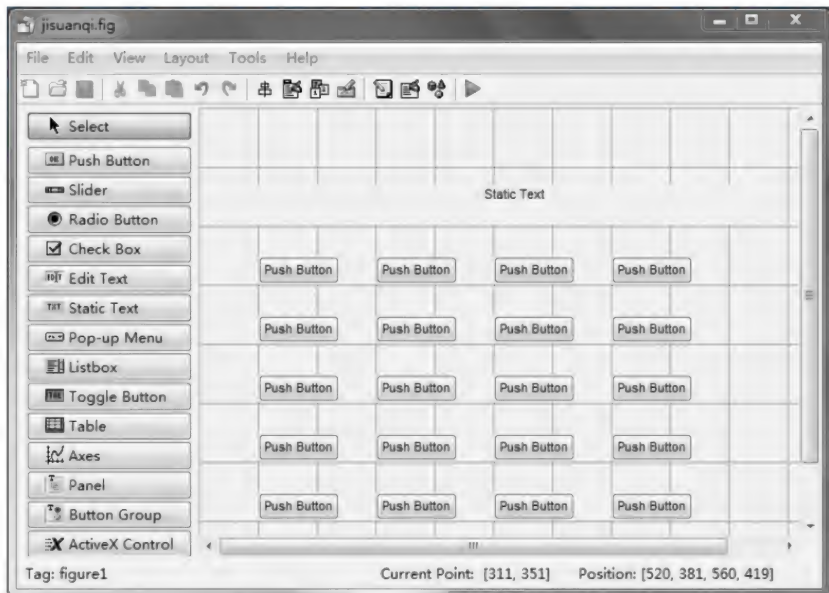 jisuanqi.fig
File Edit View Layout Tools Help
Select
Push Button
Slider
Radio Button
Check Box
Edit Text
Static Text
Pop-up Menu
Listbox
Toggle Button
Table
Axes
Panel
Button Group
ActiveX Control
Static Text
Push Button Push Button Push Button Push Button
Push Button Push Button Push Button Push Button
Push Button Push Button Push Button Push Button
Push Button Push Button Push Button Push Button
Push Button Push Button Push Button Push Button
Tag: figure1 Current Point: [311, 351] Position: [520, 381, 560, 419]